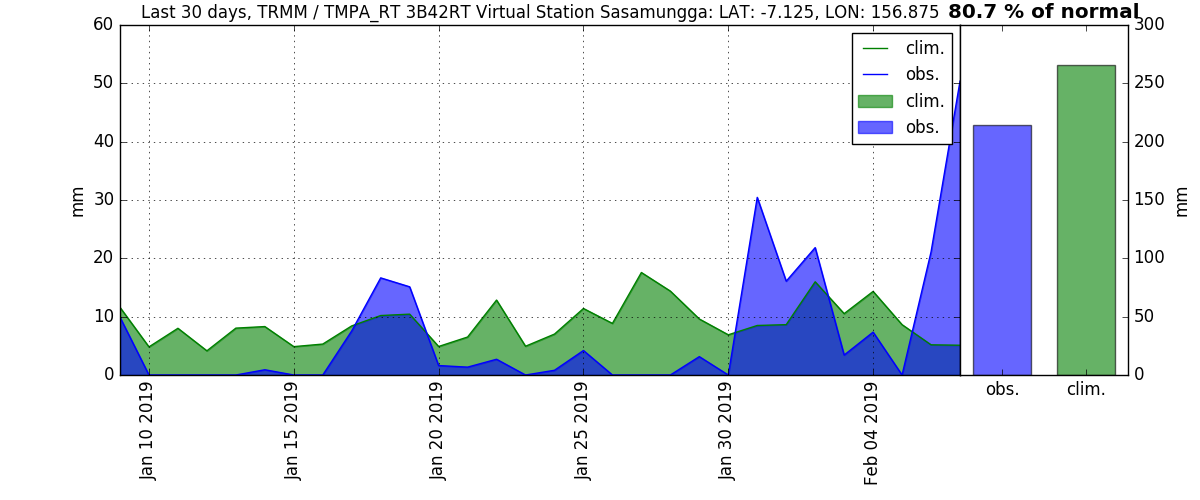 Last 30 days, TRMM / TMPA_RT 3B42RT Virtual Station Sasamungga: LAT: -7.125, LON: 156.875 80.7 % of normal
60
50
40
30
20
10
0
mm
clim.
obs.
clim.
obs.
300
250
200
150
100
50
0
mm
Jan 10 2019
Jan 15 2019
Jan 20 2019
Jan 25 2019
Jan 30 2019
Feb 04 2019
obs.
clim.